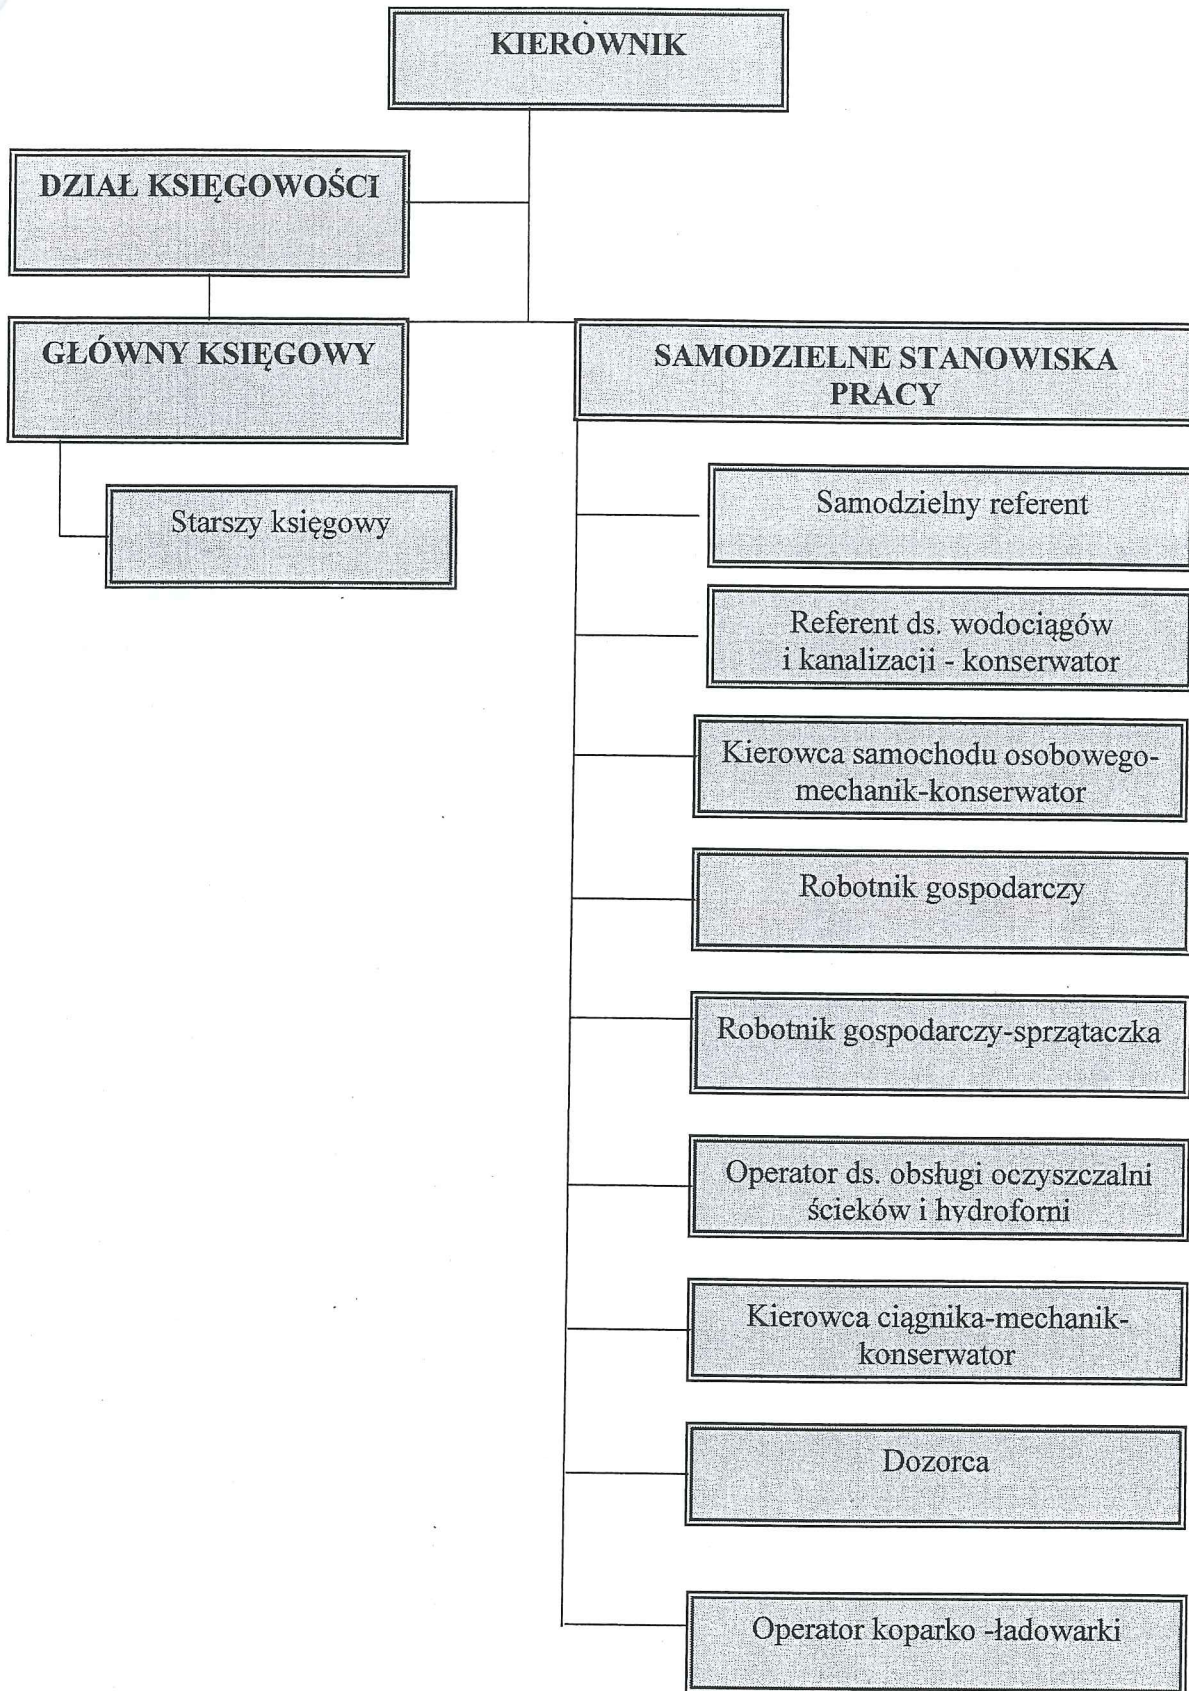 KIERÓWNIK
DZIAŁ KSIĘGOWOŚCI
GŁÓWNY KSIĘGOWY
Starszy księgowy
SAMODZIELNE STANOWISKA
PRACY
Samodzielny referent
Referent ds. wodociągów
i kanalizacji - konserwator
Kierowca samochodu osobowego-
mechanik-konserwator
Robotnik gospodarczy
Robotnik gospodarczy-sprzątaczka
Operator ds. obsługi oczyszczalni
ścieków i hydroforni
Kierowca ciągnika-mechanik-
konserwator
Dozorca
Operator koparko -ładowarki